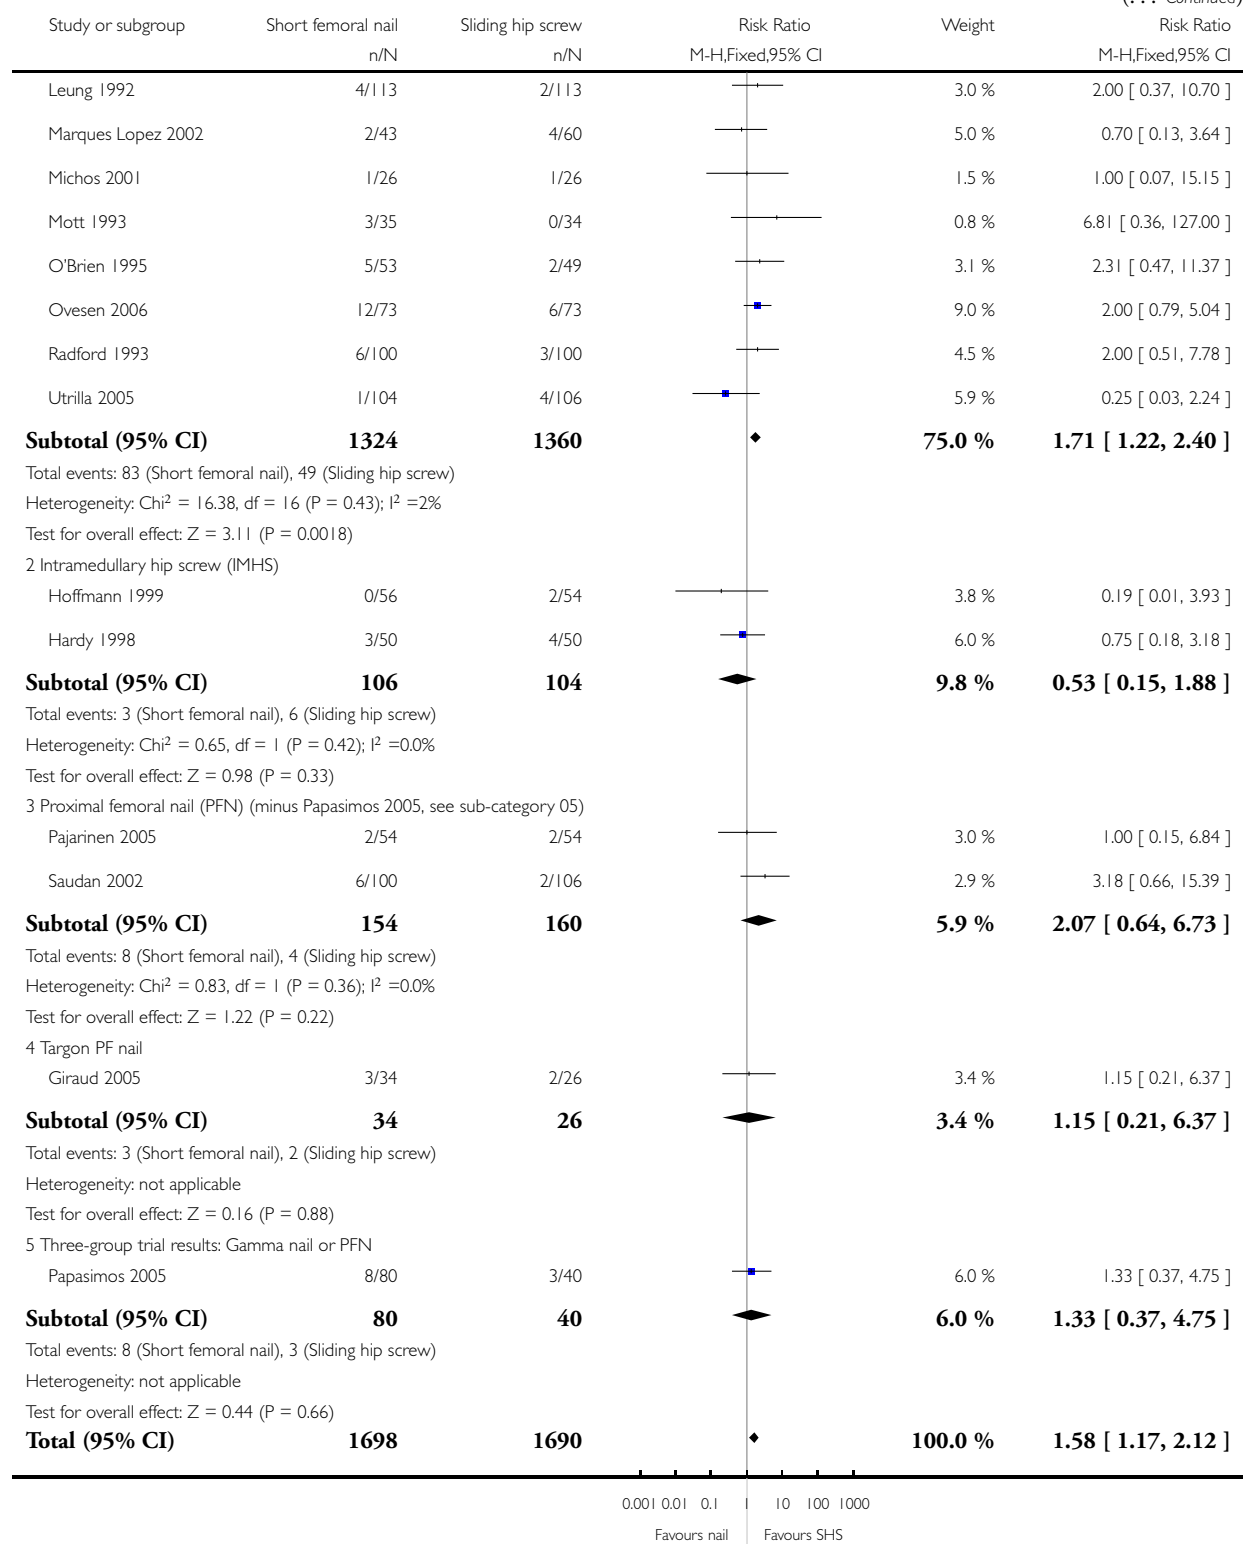 (... Continued)
Study or subgroup Short femoral nail Sliding hip screw Risk Ratio Weight Risk Ratio
n/N n/N M-H,Fixed,95% CI M-H,Fixed,95% CI
Leung 1992 4/113 2/113 3.0 % 2.00 [ 0.37, 10.70 ]
Marques Lopez 2002 2/43 4/60 5.0 % 0.70 [ 0.13, 3.64 ]
Michos 2001 1/26 1/26 1.5 % 1.00 [ 0.07, 15.15 ]
Mott 1993 3/35 0/34 0.8 % 6.81 [ 0.36, 127.00 ]
O'Brien 1995 5/53 2/49 3.1 % 2.31 [ 0.47, 11.37 ]
Ovesen 2006 12/73 6/73 9.0 % 2.00 [ 0.79, 5.04 ]
Radford 1993 6/100 3/100 4.5 % 2.00 [ 0.51, 7.78 ]
Utrilla 2005 1/104 4/106 5.9 % 0.25 [ 0.03, 2.24 ]
Subtotal (95% CI) 1324 1360 75.0 % 1.71 [ 1.22, 2.40 ]
Total events: 83 (Short femoral nail), 49 (Sliding hip screw)
Heterogeneity: Chi² = 16.38, df = 16 (P = 0.43); I² =2%
Test for overall effect: Z = 3.11 (P = 0.0018)
2 Intramedullary hip screw (IMHS)
Hoffmann 1999 0/56 2/54 3.8 % 0.19 [ 0.01, 3.93 ]
Hardy 1998 3/50 4/50 6.0 % 0.75 [ 0.18, 3.18 ]
Subtotal (95% CI) 106 104 9.8 % 0.53 [ 0.15, 1.88 ]
Total events: 3 (Short femoral nail), 6 (Sliding hip screw)
Heterogeneity: Chi² = 0.65, df = 1 (P = 0.42); I² =0.0%
Test for overall effect: Z = 0.98 (P = 0.33)
3 Proximal femoral nail (PFN) (minus Papasimos 2005, see sub-category 05)
Pajarinen 2005 2/54 2/54 3.0 % 1.00 [ 0.15, 6.84 ]
Saudan 2002 6/100 2/106 2.9 % 3.18 [ 0.66, 15.39 ]
Subtotal (95% CI) 154 160 5.9 % 2.07 [ 0.64, 6.73 ]
Total events: 8 (Short femoral nail), 4 (Sliding hip screw)
Heterogeneity: Chi² = 0.83, df = 1 (P = 0.36); I² =0.0%
Test for overall effect: Z = 1.22 (P = 0.22)
4 Targon PF nail
Giraud 2005 3/34 2/26 3.4 % 1.15 [ 0.21, 6.37 ]
Subtotal (95% CI) 34 26 3.4 % 1.15 [ 0.21, 6.37 ]
Total events: 3 (Short femoral nail), 2 (Sliding hip screw)
Heterogeneity: not applicable
Test for overall effect: Z = 0.16 (P = 0.88)
5 Three-group trial results: Gamma nail or PFN
Papasimos 2005 8/80 3/40 6.0 % 1.33 [ 0.37, 4.75 ]
Subtotal (95% CI) 80 40 6.0 % 1.33 [ 0.37, 4.75 ]
Total events: 8 (Short femoral nail), 3 (Sliding hip screw)
Heterogeneity: not applicable
Test for overall effect: Z = 0.44 (P = 0.66)
Total (95% CI) 1698 1690 100.0 % 1.58 [ 1.17, 2.12 ]
0.001 0.01 0.1 1 10 100 1000
Favours nail Favours SHS